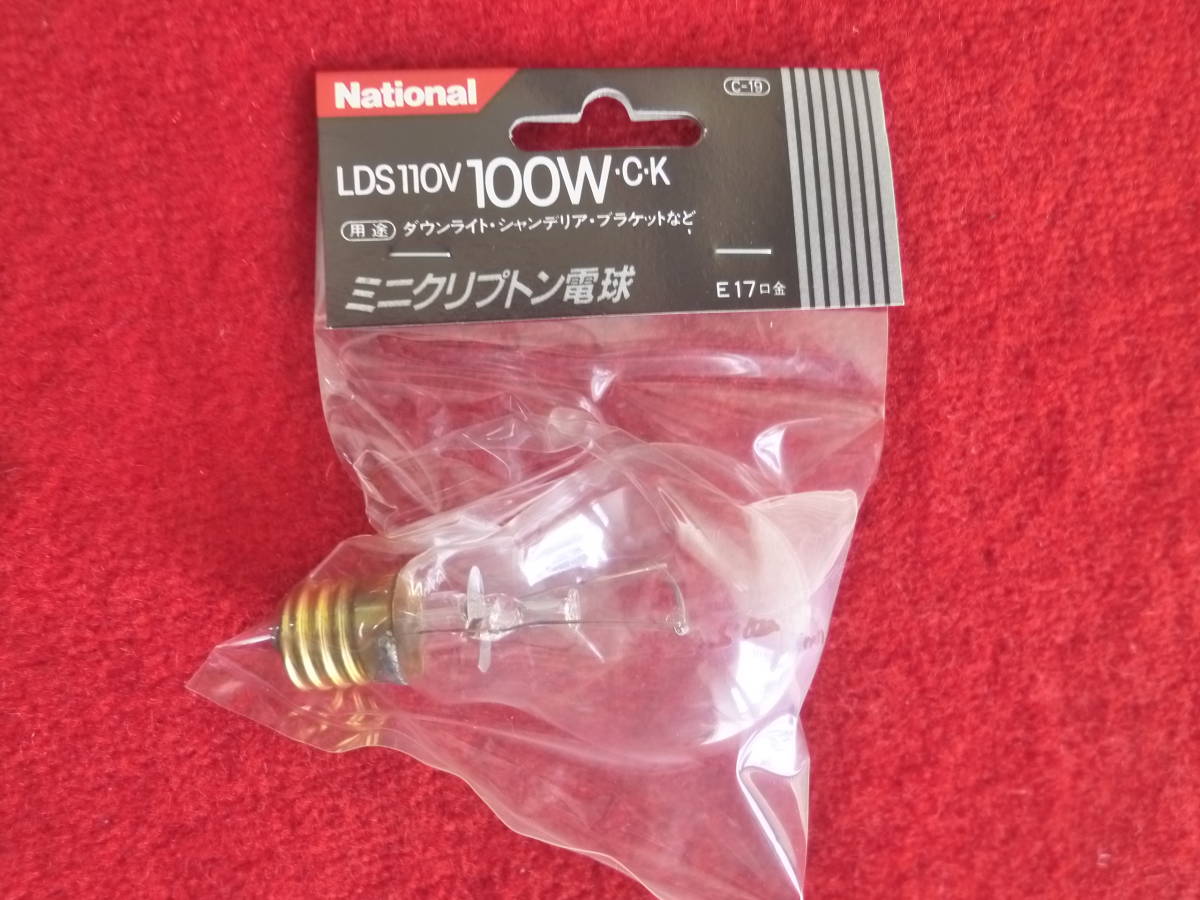 National
C-19
LDS110V 100W·C·K
用途 ダウンライト・シャンデリア・ブラケットなど
ミニクリプトン電球
E17口金